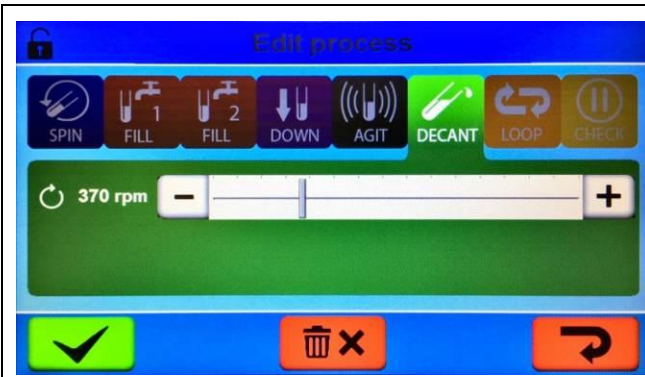 Edit process
1 2
SPIN FILL FILL DOWN AGIT DECANT LOOP CHECK
370 rpm